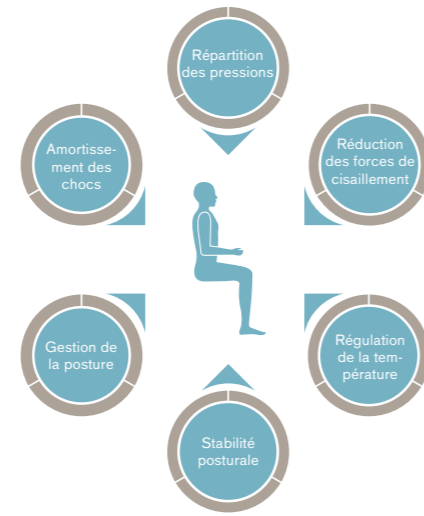 Répartition
des pressions
Amortisse-
ment des
chocs
Réduction
des forces de
cisaillement
Gestion de
la posture
Régulation
de la tem-
pérature
Stabilité
posturale